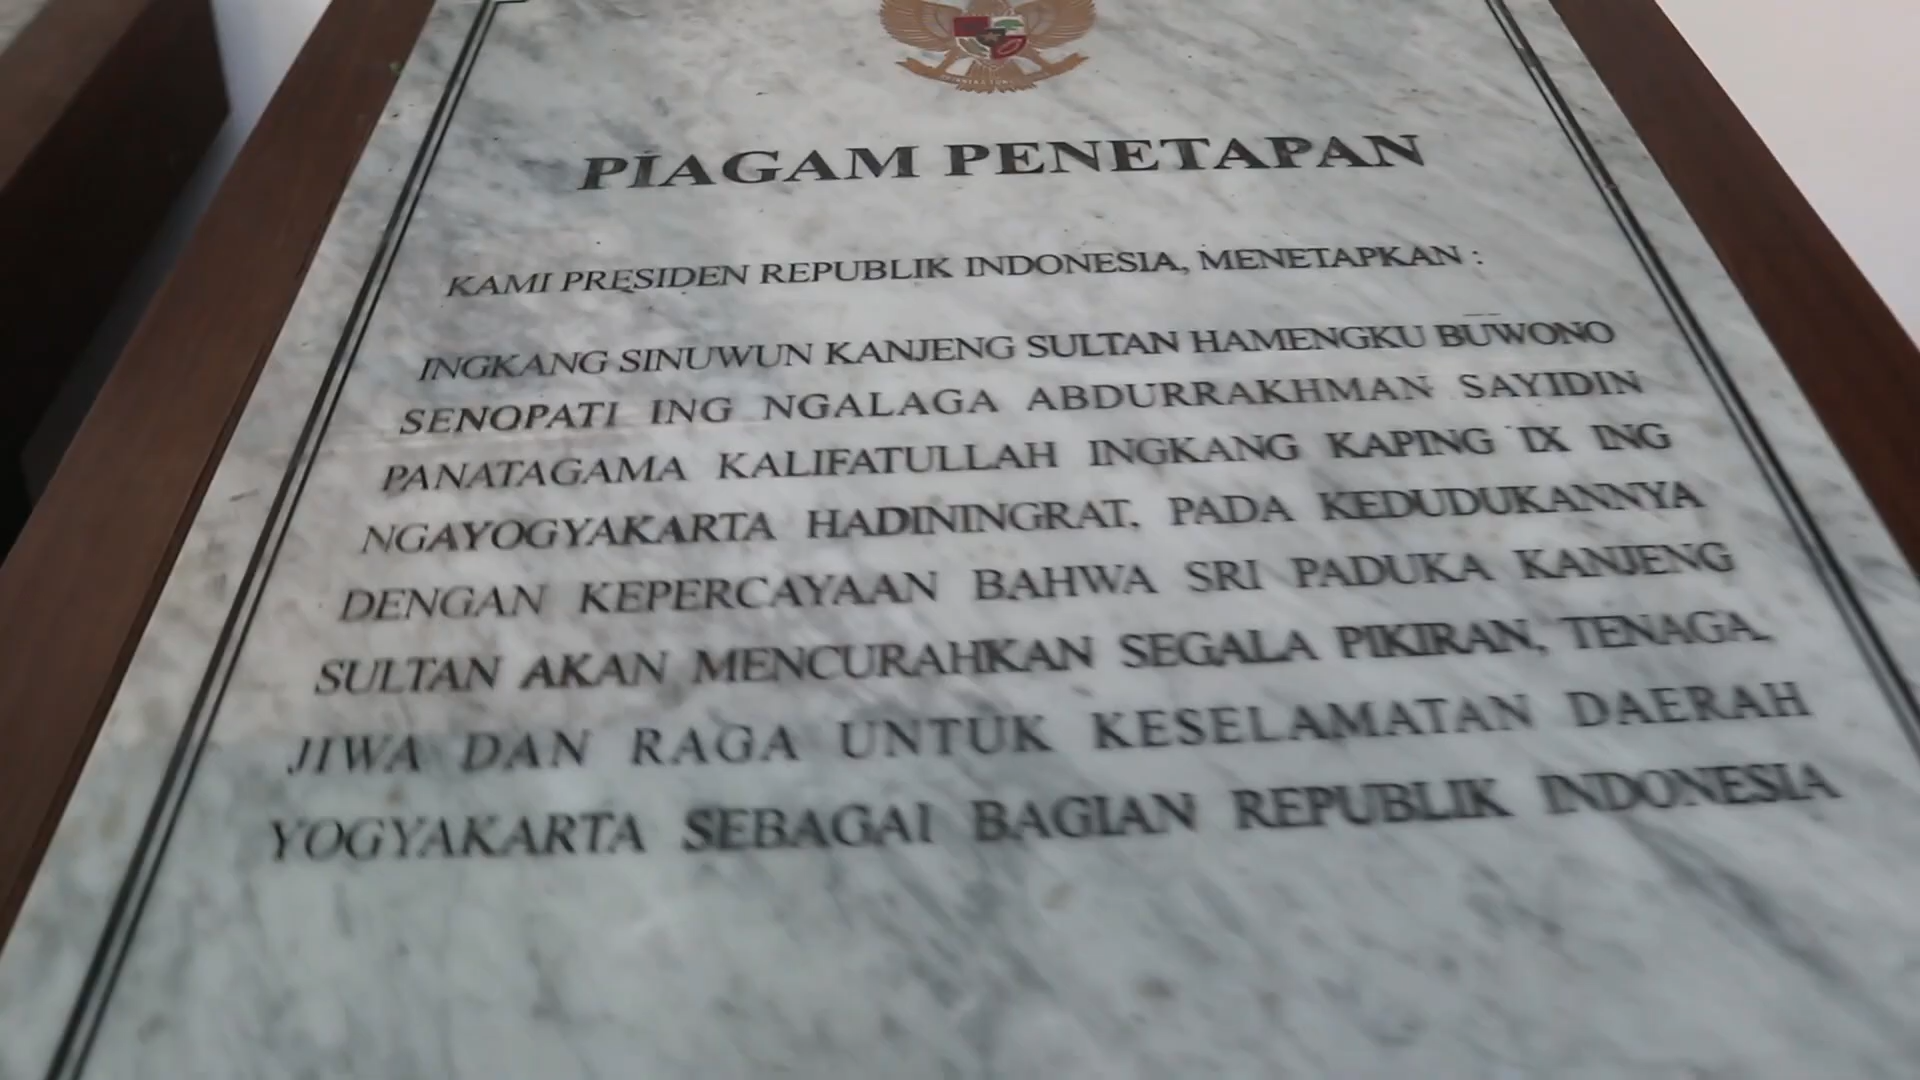 PIAGAM PENETAPAN
KAMI PRESIDEN REPUBLIK INDONESIA, MENETAPKAN :
INGKANG SINUWUN KANJENG SULTAN HAMENGKU BUWONO
SENOPATI ING NGALAGA ABDURRAKHMAN SAYIDIN
PANATAGAMA KALIFATULLAH INGKANG KAPING IX ING
NGAYOGYAKARTA HADININGRAT, PADA KEDUDUKANNYA
DENGAN KEPERCAYAAN BAHWA SRI PADUKA KANJENG
SULTAN AKAN MENCURAHKAN SEGALA PIKIRAN, TENAGA,
JIWA DAN RAGA UNTUK KESELAMATAN DAERAH
YOGYAKARTA SEBAGAI BAGIAN REPUBLIK INDONESIA